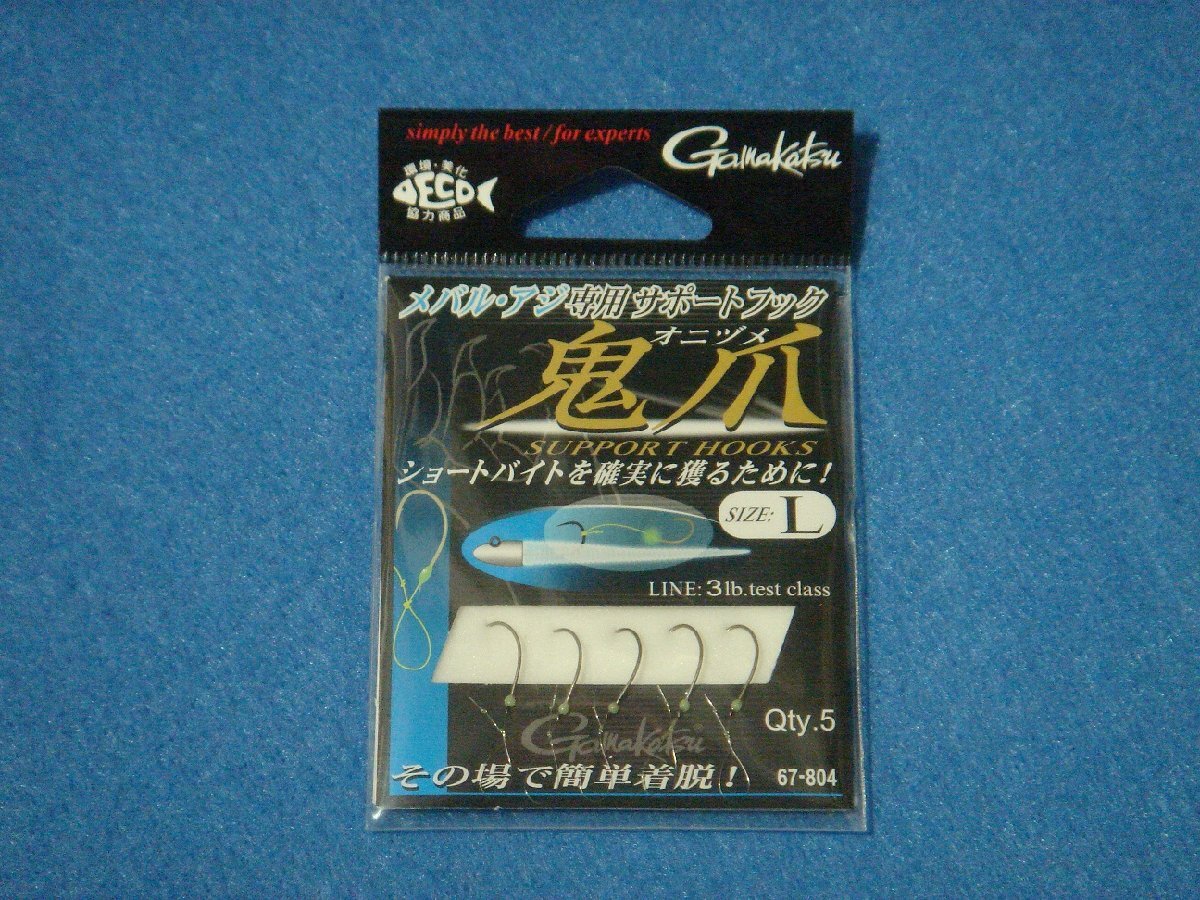 simply the best/for experts
Gamakatsu
環境・美化
ECO
協力商品
メバル・アジ専用サポートフック
オニヅメ
鬼爪
SUPPORT HOOKS
ショートバイトを確実に獲るために!
SIZE: L
LINE: 3lb.test class
Qty.5
Gamakatsu
その場で簡単着脱!
67-804